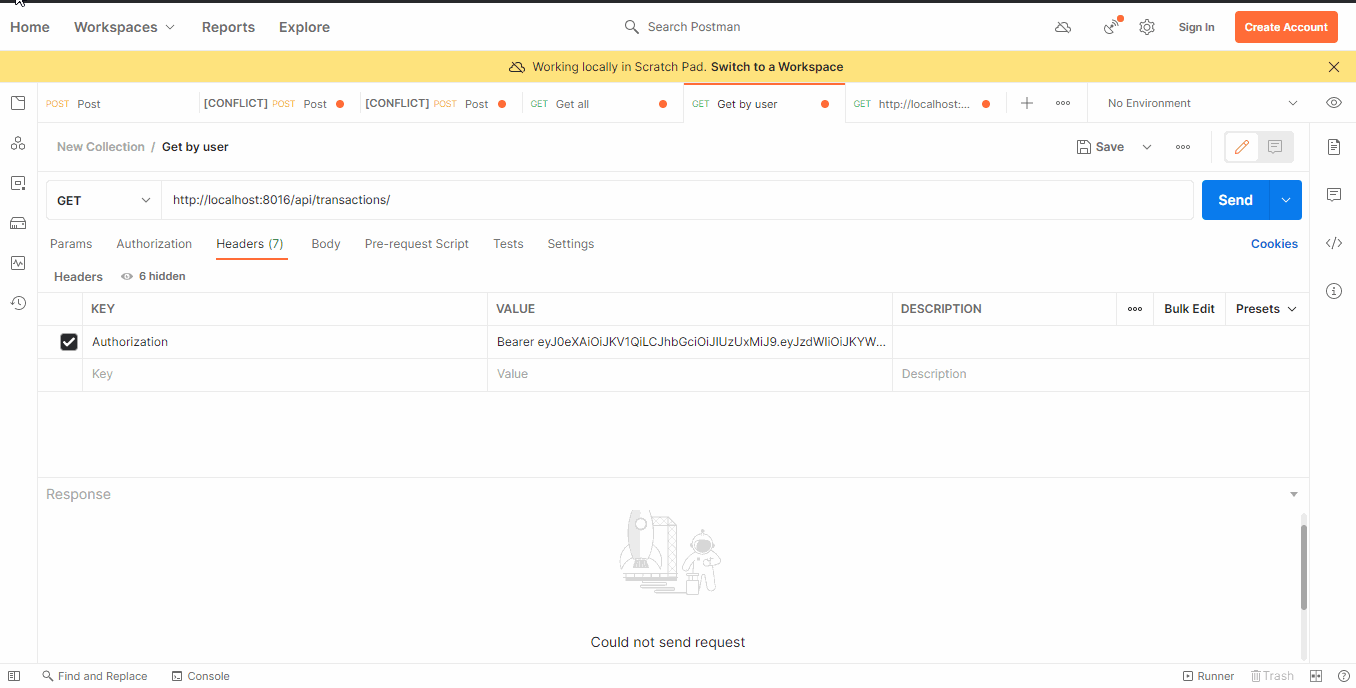 Home Workspaces Reports Explore Search Postman Sign In Create Account
Working locally in Scratch Pad. Switch to a Workspace
POST Post [CONFLICT] POST Post [CONFLICT] POST Post GET Get all GET Get by user GET http://localhost:... No Environment
New Collection / Get by user Save
GET http://localhost:8016/api/transactions/ Send
Params Authorization Headers (7) Body Pre-request Script Tests Settings Cookies
Headers 6 hidden
KEY VALUE DESCRIPTION Bulk Edit Presets
Authorization Bearer eyJ0eXAiOiJKV1QiLCJhbGciOiJIUzUxMiJ9.eyJzdWIiOiJKYW...
Key Value Description
Response
Could not send request
Find and Replace Console Runner Trash